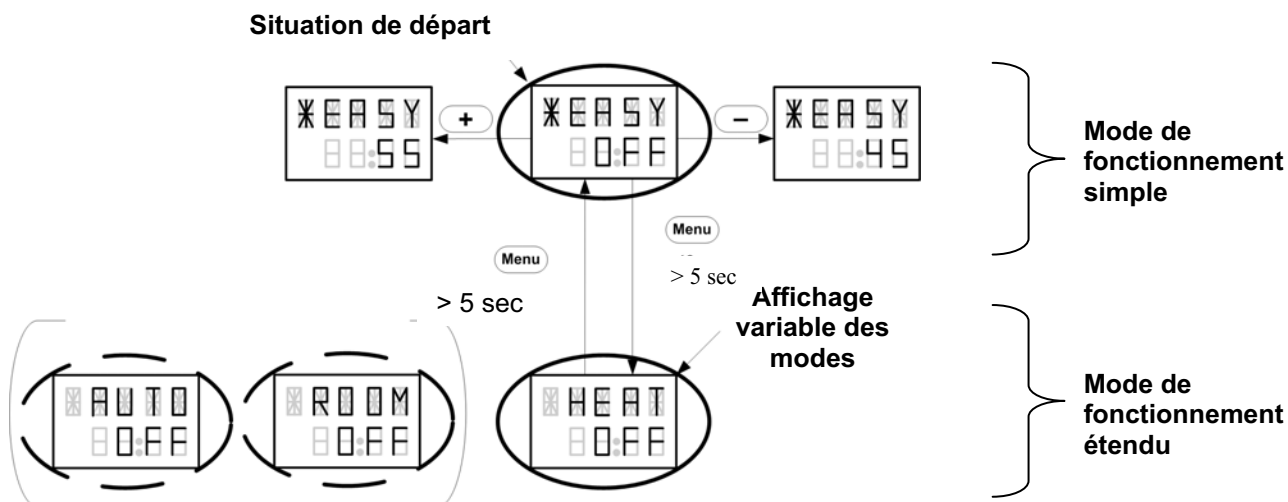 Situation de départ
EASY
55
+
EASY
OFF
−
EASY
45
Mode de
fonctionnement
simple
Menu
> 5 sec
Menu
> 5 sec
Affichage
variable des
modes
AUTO
OFF
ROOM
OFF
HEAT
OFF
Mode de
fonctionnement
étendu